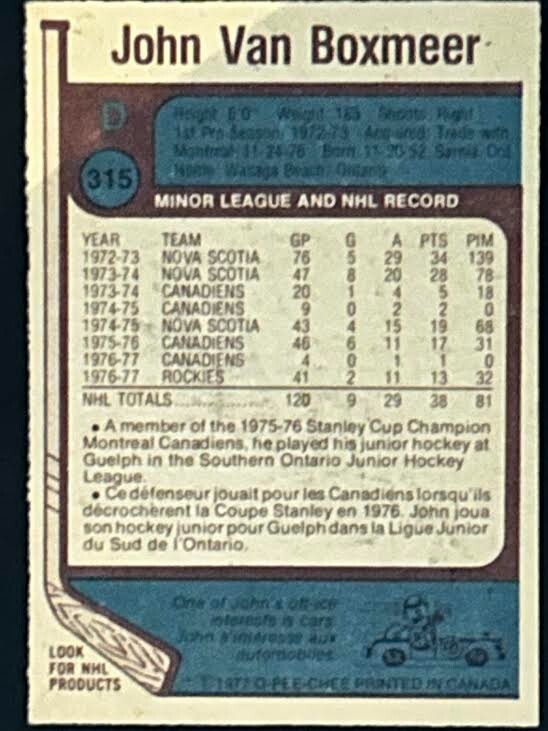 John Van Boxmeer
D
Height 6'0" Weight 185 Shoots Right
1st Pro Season 1972-73 Acquired: Trade with
Montreal 11-24-76 Born 11-20-52 Sarnia, Ont
Home Wasaga Beach, Ontario
315
MINOR LEAGUE AND NHL RECORD
YEAR TEAM GP G A PTS PIM
1972-73 NOVA SCOTIA 76 5 29 34 139
1973-74 NOVA SCOTIA 47 8 20 28 78
1973-74 CANADIENS 20 1 4 5 18
1974-75 CANADIENS 9 0 2 2 0
1974-75 NOVA SCOTIA 43 4 15 19 68
1975-76 CANADIENS 46 6 11 17 31
1976-77 CANADIENS 4 0 1 1 0
1976-77 ROCKIES 41 2 11 13 32
NHL TOTALS 120 9 29 38 81
• A member of the 1975-76 Stanley Cup Champion
Montreal Canadiens, he played his junior hockey at
Guelph in the Southern Ontario Junior Hockey
League.
• Ce défenseur jouait pour les Canadiens lorsqu'ils
décrochèrent la Coupe Stanley en 1976. John joua
son hockey junior pour Guelph dans la Ligue Junior
du Sud de l'Ontario.
One of John's off-ice
interests is cars.
John s'intéresse aux
automobiles.
LOOK
FOR NHL
PRODUCTS
© 1977 O-PEE-CHEE PRINTED IN CANADA